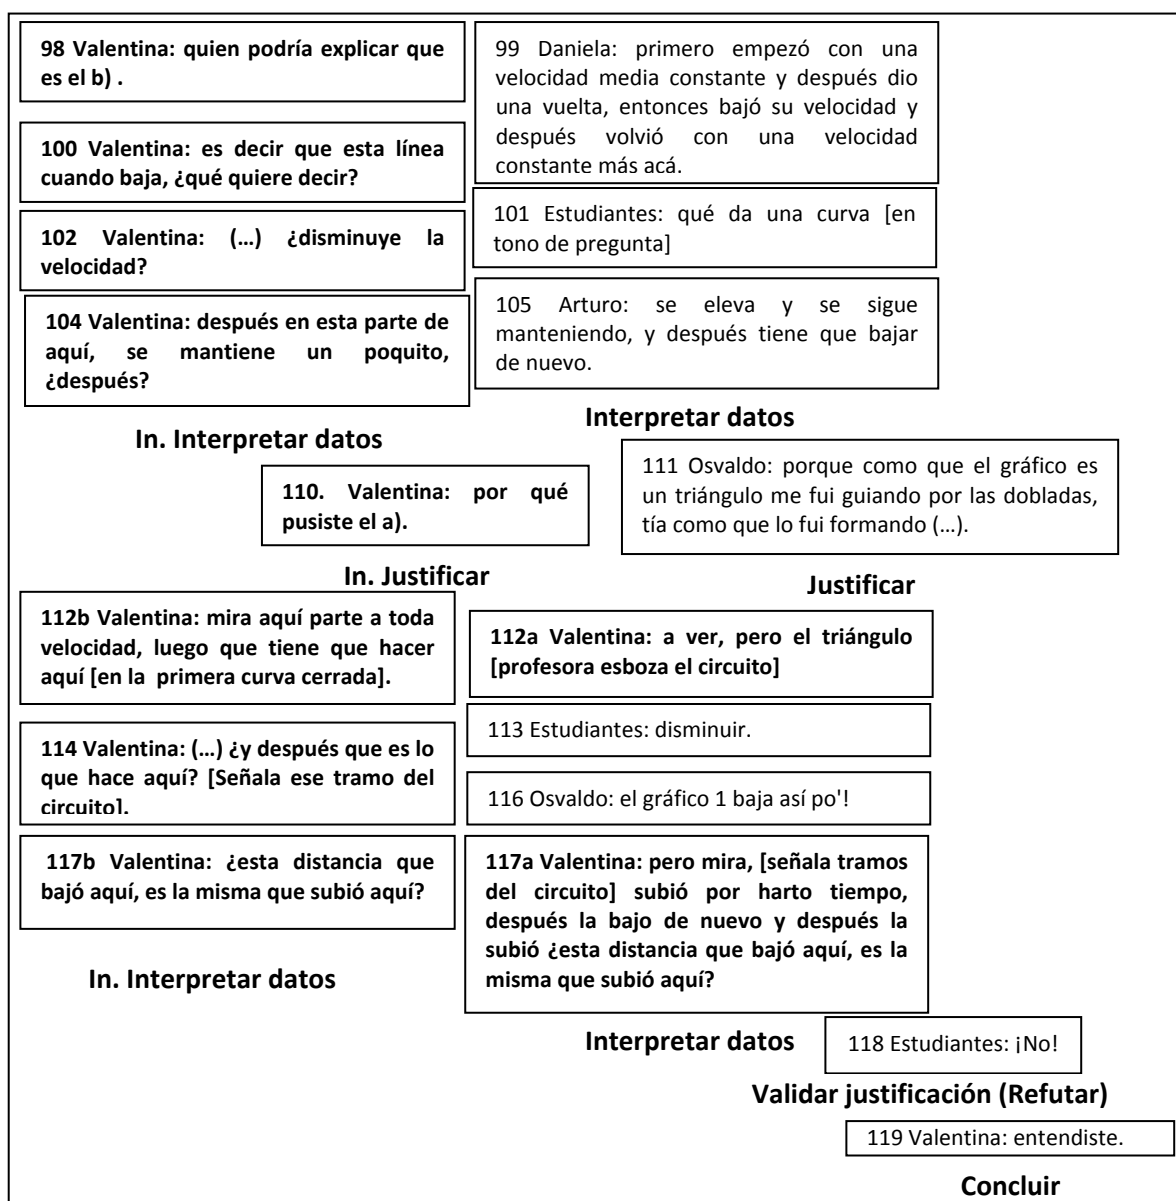 98 Valentina: quien podría explicar que
es el b) .
99 Daniela: primero empezó con una
velocidad media constante y después dio
una vuelta, entonces bajó su velocidad y
después volvió con una velocidad
constante más acá.
100 Valentina: es decir que esta línea
cuando baja, ¿qué quiere decir?
101 Estudiantes: qué da una curva [en
tono de pregunta]
102 Valentina: (...) ¿disminuye la
velocidad?
104 Valentina: después en esta parte de
aquí, se mantiene un poquito,
¿después?
105 Arturo: se eleva y se sigue
manteniendo, y después tiene que bajar
de nuevo.
In. Interpretar datos
Interpretar datos
110. Valentina: por qué
pusiste el a).
111 Osvaldo: porque como que el gráfico es
un triángulo me fui guiando por las dobladas,
tía como que lo fui formando (...).
In. Justificar
Justificar
112b Valentina: mira aquí parte a toda
velocidad, luego que tiene que hacer
aquí [en la primera curva cerrada].
112a Valentina: a ver, pero el triángulo
[profesora esboza el circuito]
113 Estudiantes: disminuir.
114 Valentina: (...) ¿y después que es lo
que hace aquí? [Señala ese tramo del
circuito].
116 Osvaldo: el gráfico 1 baja así po'!
117b Valentina: ¿esta distancia que
bajó aquí, es la misma que subió aquí?
117a Valentina: pero mira, [señala tramos
del circuito] subió por harto tiempo,
después la bajo de nuevo y después la
subió ¿esta distancia que bajó aquí, es la
misma que subió aquí?
In. Interpretar datos
Interpretar datos
118 Estudiantes: ¡No!
Validar justificación (Refutar)
119 Valentina: entendiste.
Concluir